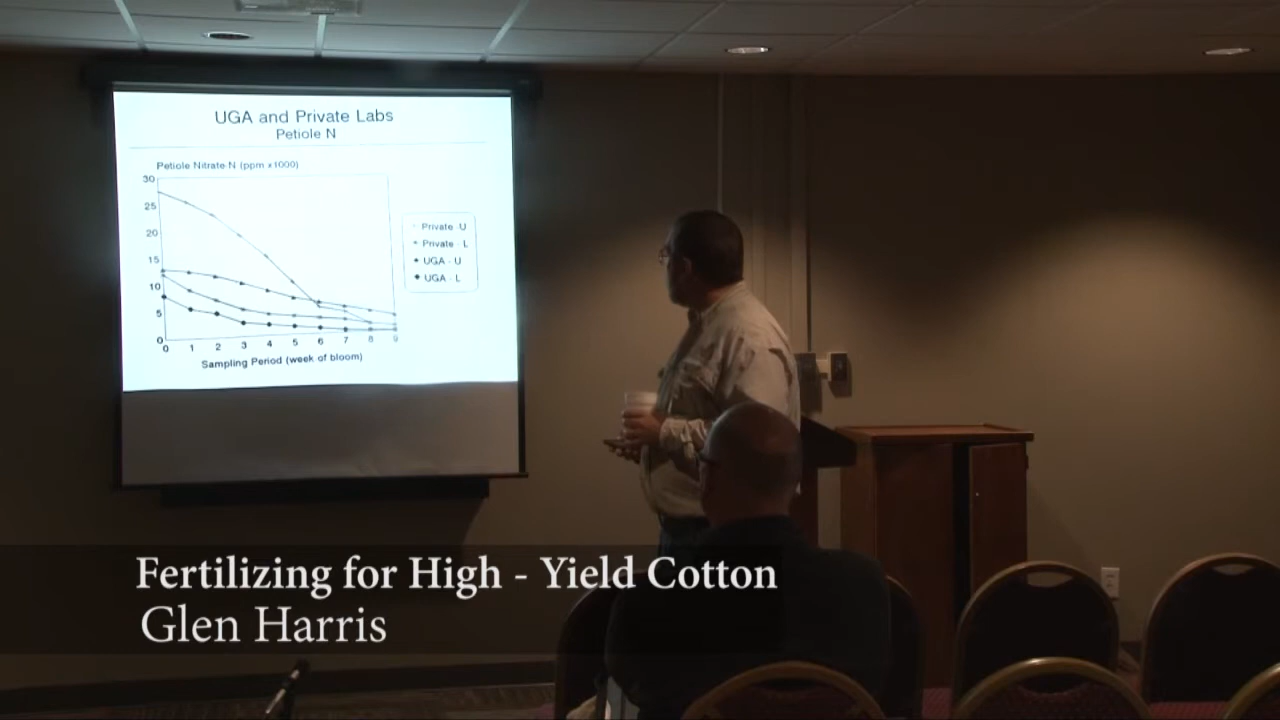 UGA and Private Labs
Petiole N
Petiole Nitrate-N (ppm x1000)
30
25
20
15
10
5
0
0 1 2 3 4 5 6 7 8 9
Sampling Period (week of bloom)
Private -U
Private - L
UGA - U
UGA - L
Fertilizing for High - Yield Cotton
Glen Harris